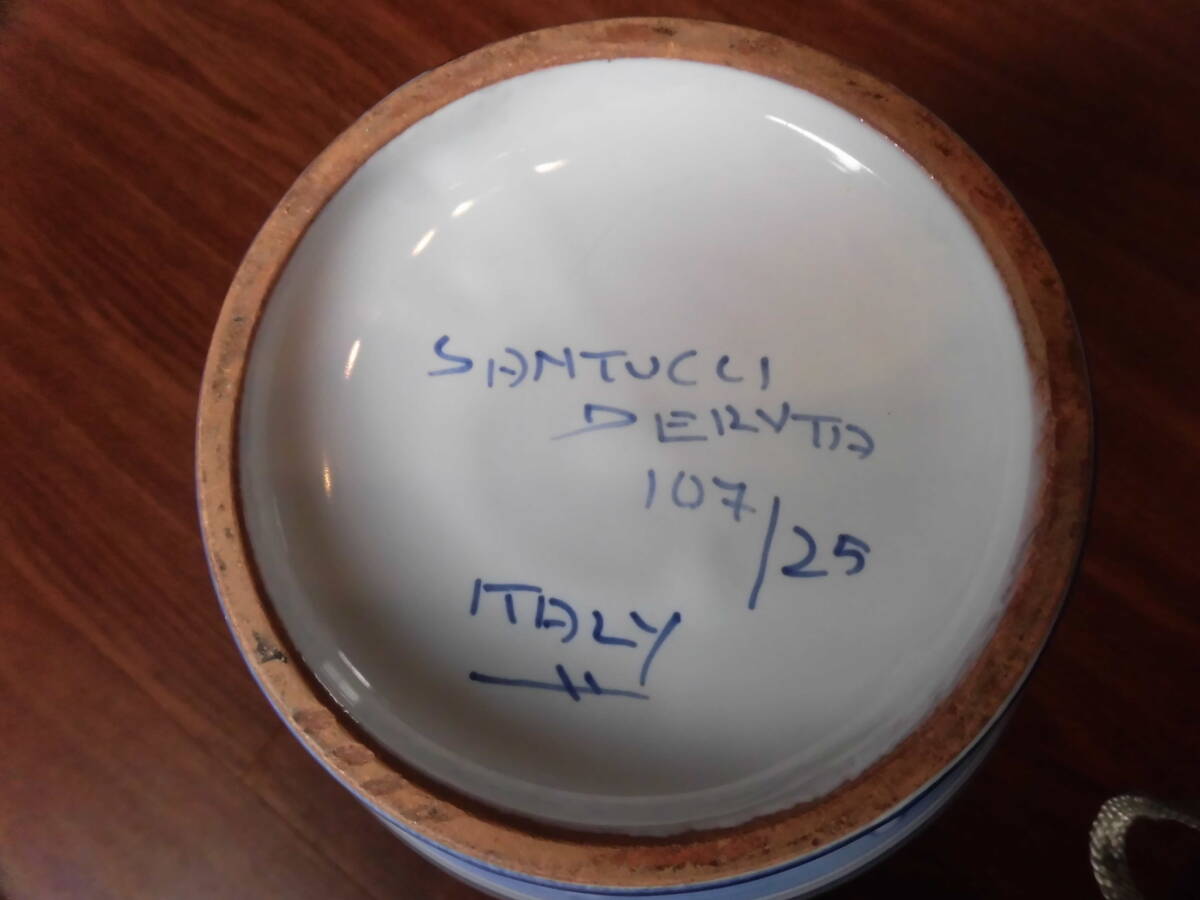 SANTUCCI
DERUTA
107/25
ITALY